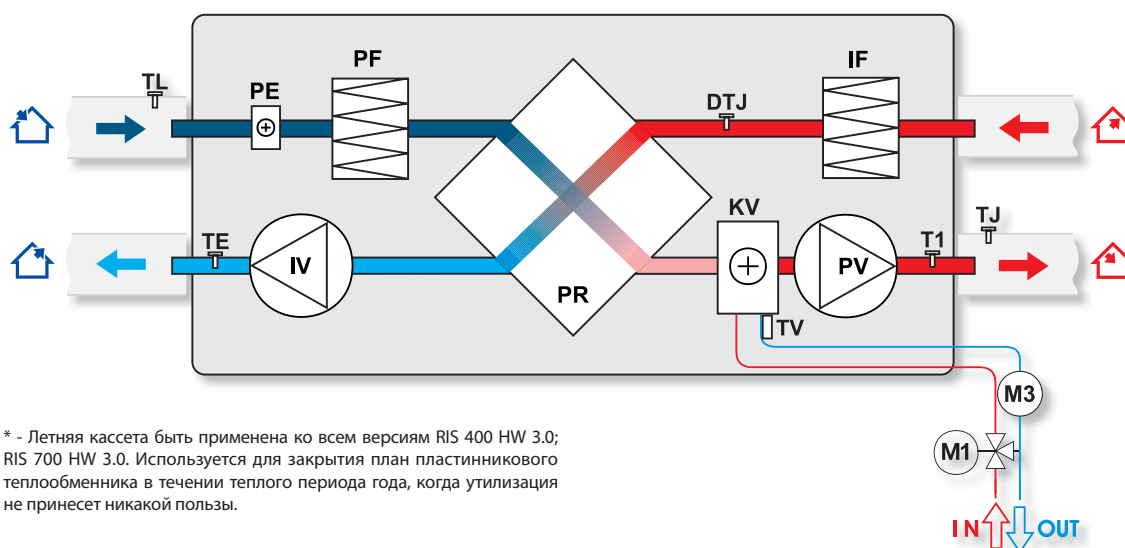 TL
PE
PF
DTJ
IF
TE
IV
PR
KV
PV
T1
TJ
TV
M3
M1
IN
OUT
* - Летняя кассета быть применена ко всем версиям RIS 400 HW 3.0;
RIS 700 HW 3.0. Используется для закрытия план пластинникового
теплообменника в течении теплого периода года, когда утилизация
не принесет никакой пользы.